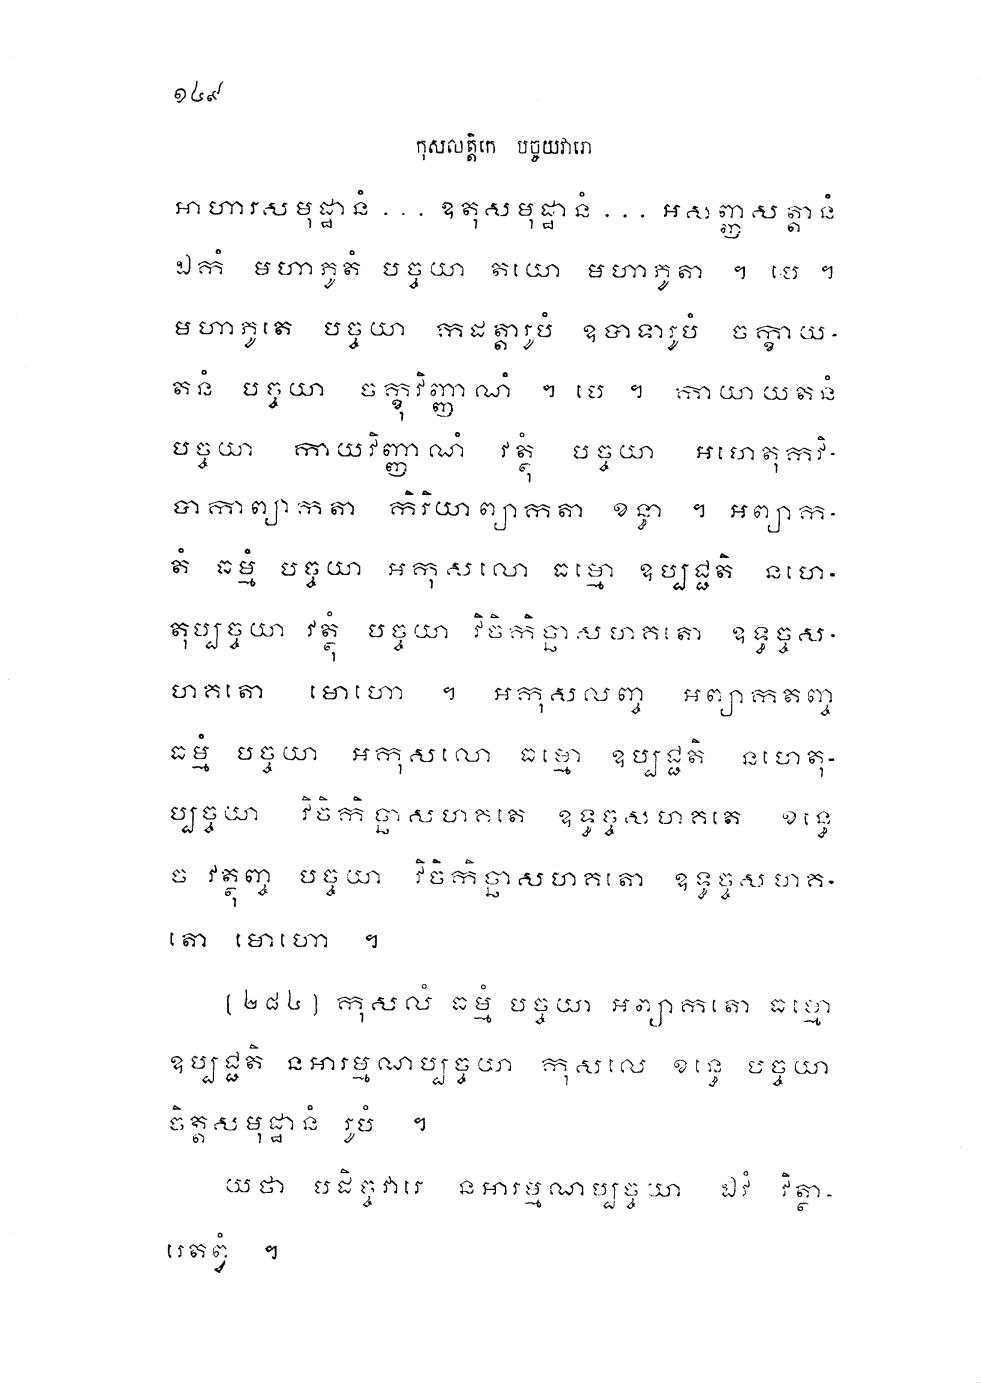 ១៤៩
កុសលត្តិកេ បច្ចយវារោ
អាហារសមុដ្ឋានំ ... ឧតុសមុដ្ឋានំ ... អសញ្ញសត្តានំ
ឯកំ មហាភូតំ បច្ចយា តយោ មហាភូតា ។ បេ ។
មហាភូតេ បច្ចយា កដត្តារូបំ ឧបាទារូបំ ចក្ខាយ-
តនំ បច្ចយា ចក្ខុវិញ្ញាណំ ។ បេ ។ កាយាយតនំ
បច្ចយា កាយវិញ្ញាណំ វត្ថុំ បច្ចយា អហេតុកវិ-
បាកាព្យាកតា កិរិយាព្យាកតា ខន្ធា ។ អព្យាក-
តំ ធម្មំ បច្ចយា អកុសលោ ធម្មោ ឧប្បជ្ជតិ នហេ-
តុប្បច្ចយា វត្ថុំ បច្ចយា វិចិកិច្ឆាសហគតោ ឧទ្ធច្ចស-
ហគតោ មោហោ ។ អកុសលញ្ច អព្យាកតញ្ច
ធម្មំ បច្ចយា អកុសលោ ធម្មោ ឧប្បជ្ជតិ នហេតុ-
ប្បច្ចយា វិចិកិច្ឆាសហគតេ ឧទ្ធច្ចសហគតេ ខន្ធេ
ច វត្ថុញ្ច បច្ចយា វិចិកិច្ឆាសហគតោ ឧទ្ធច្ចសហគ-
តោ មោហោ ។
(២៨៤) កុសលំ ធម្មំ បច្ចយា អព្យាកតោ ធម្មោ
ឧប្បជ្ជតិ នអារម្មណប្បច្ចយា កុសលេ ខន្ធេ បច្ចយា
ចិត្តសមុដ្ឋានំ រូបំ ។
យថា បដិច្ចវារេ នអារម្មណប្បច្ចយា ឯវំ វិត្ថា-
រេតព្វំ ។